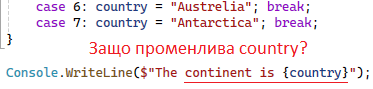 case 6: country = "Austrelia"; break;
case 7: country = "Antarctica"; break;
}
Защо променлива country?
Console.WriteLine($"The continent is {country}");